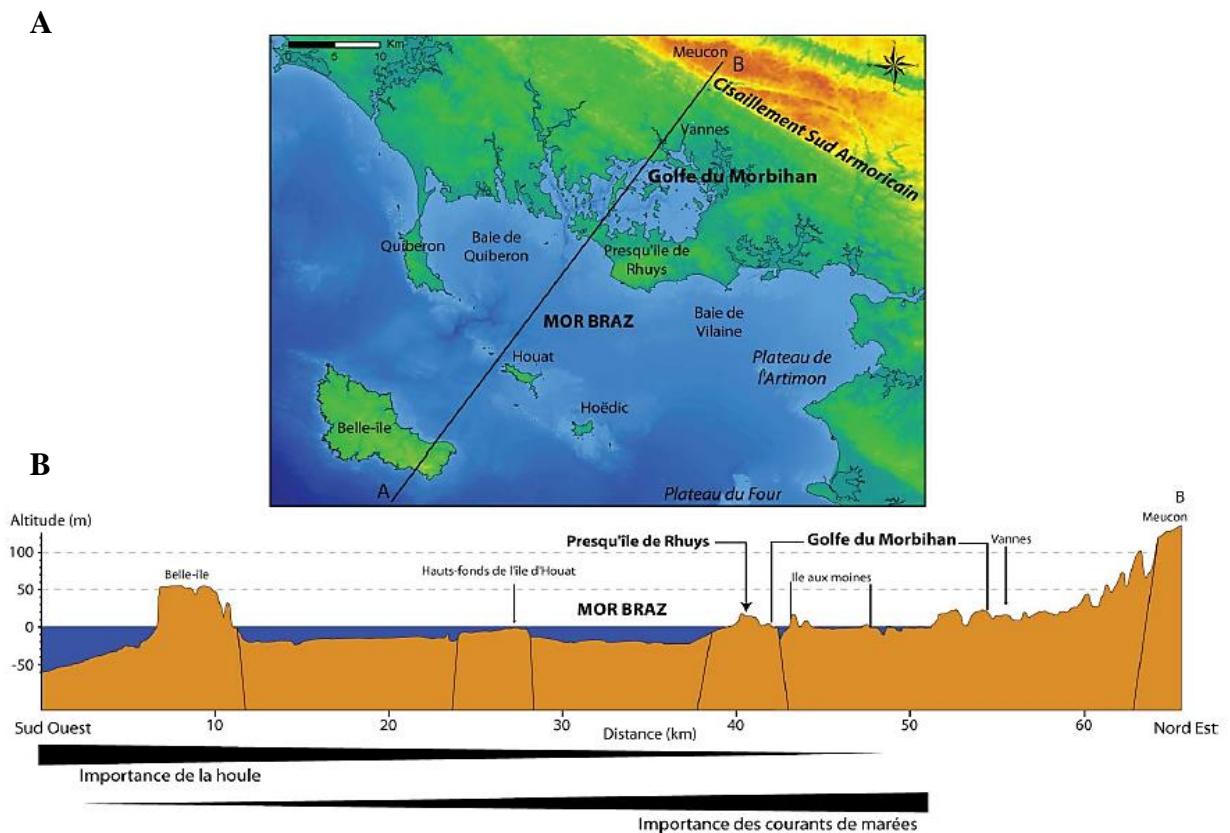 A
Km
0 5 10
Meucon
B
Cisaillement Sud Armoricain
Vannes
Golfe du Morbihan
Quiberon
Baie de
Quiberon
Presqu'île de
Rhuys
MOR BRAZ
Baie de
Vilaine
Houat
Plateau de
l'Artimon
Hoëdic
Belle-île
A
Plateau du Four
B
Altitude (m)
B
Meucon
Presqu'île de Rhuys
Golfe du Morbihan
Vannes
100
Belle-île
Hauts-fonds de l'île d'Houat
Ile aux moines
50
MOR BRAZ
0
-50
10 20 30 40 50 60
Sud Ouest
Distance (km)
Nord Est
Importance de la houle
Importance des courants de marées